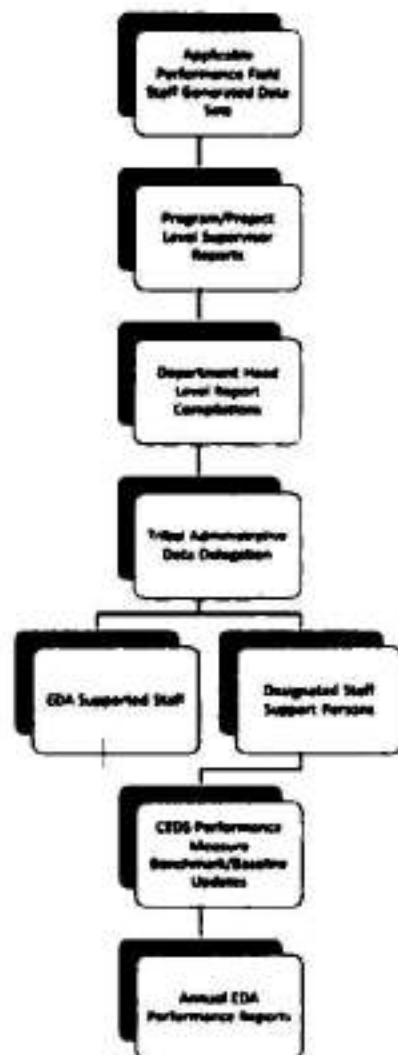 Applicable
Performance Field
Staff Generated Data
Sets
Program/Project
Level Supervisor
Reports
Department Head
Level Report
Compilations
Tribal Administrative
Data Delegation
EDA Supported Staff
Designated Staff
Support Persons
CEDS Performance
Measure
Benchmark/Baseline
Updates
Annual EDA
Performance Reports